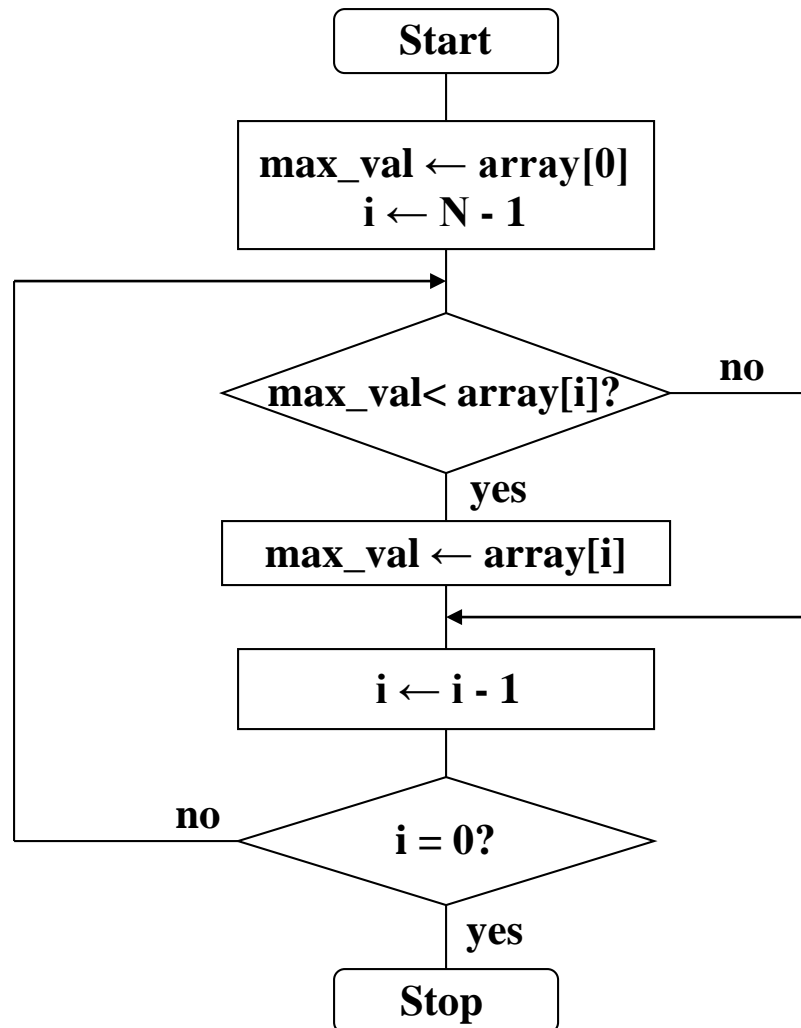 Start
max_val ← array[0]
i ← N - 1
max_val< array[i]?
no
yes
max_val ← array[i]
i ← i - 1
no
i = 0?
yes
Stop